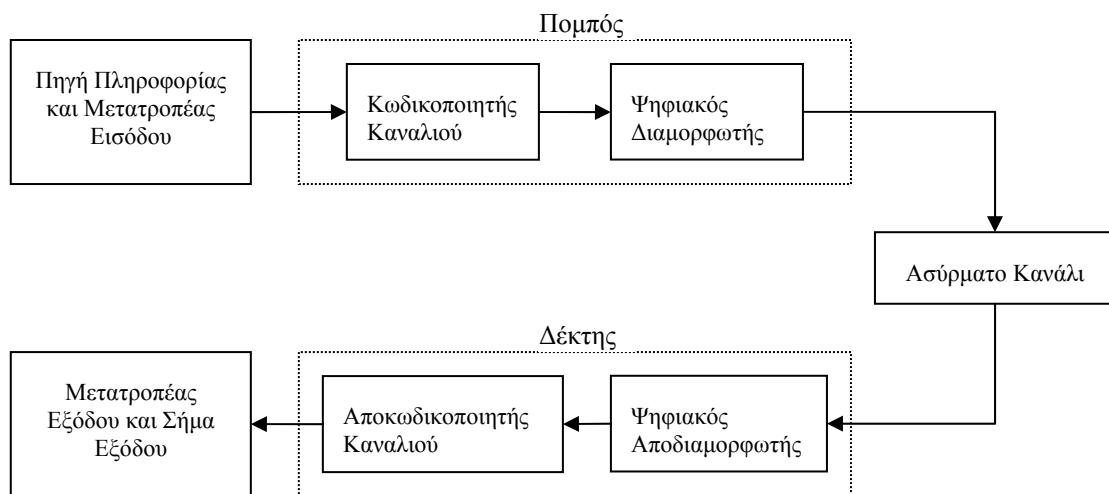 Πομπός
Πηγή Πληροφορίας
και Μετατροπέας
Εισόδου
Κωδικοποιητής
Καναλιού
Ψηφιακός
Διαμορφωτής
Ασύρματο Κανάλι
Δέκτης
Μετατροπέας
Εξόδου και Σήμα
Εξόδου
Αποκωδικοποιητής
Καναλιού
Ψηφιακός
Αποδιαμορφωτής